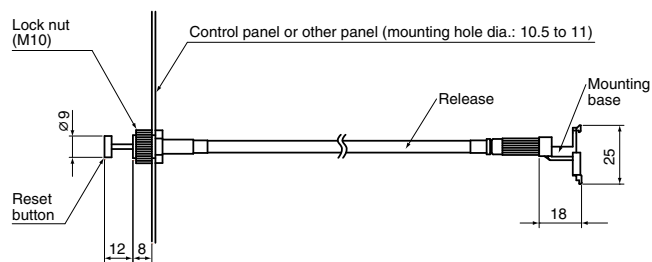 Lock nut
(M10)
Control panel or other panel (mounting hole dia.: 10.5 to 11)
Mounting
base
Release
ø9
25
Reset
button
18
12
8